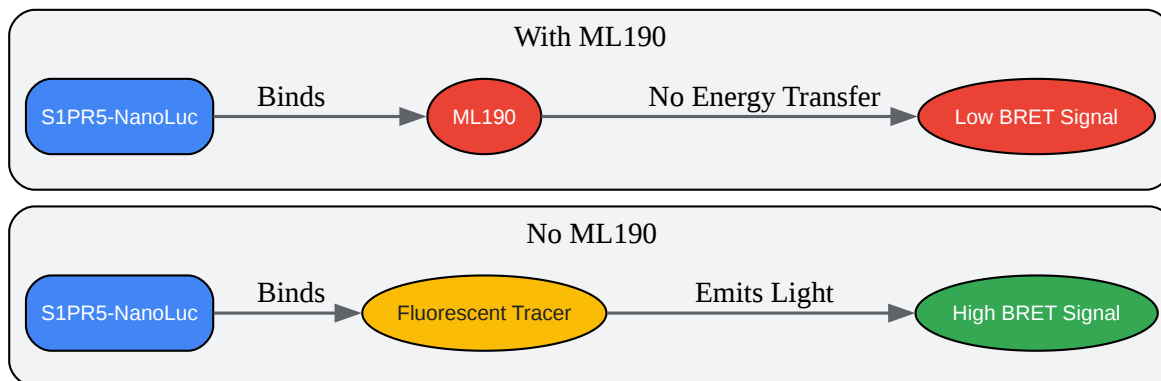 With ML190
S1PR5-NanoLuc
Binds
ML190
No Energy Transfer
Low BRET Signal
No ML190
S1PR5-NanoLuc
Binds
Fluorescent Tracer
Emits Light
High BRET Signal